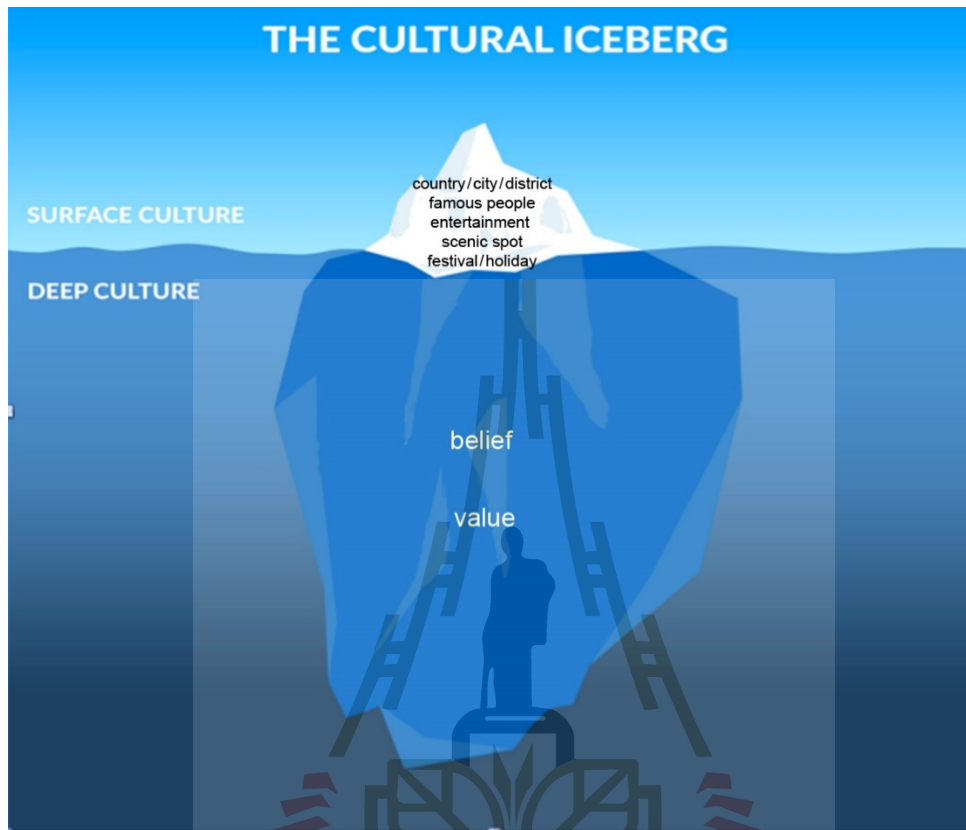 THE CULTURAL ICEBERG
country/city/district
famous people
SURFACE CULTURE
entertainment
scenic spot
festival/holiday
DEEP CULTURE
belief
value